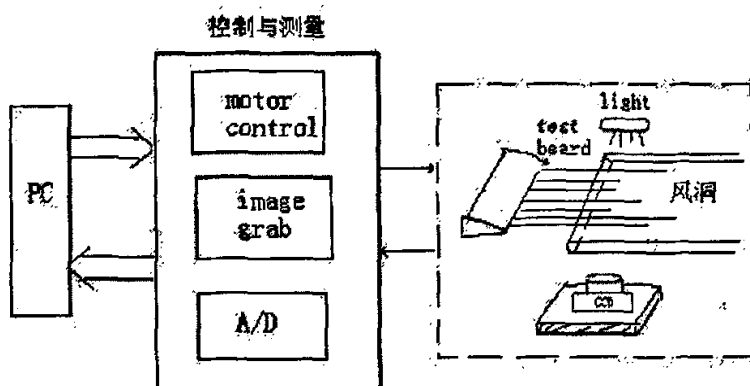 控制与测量
PC
motor
control
image
grab
A/D
light
test
board
风洞
CCD